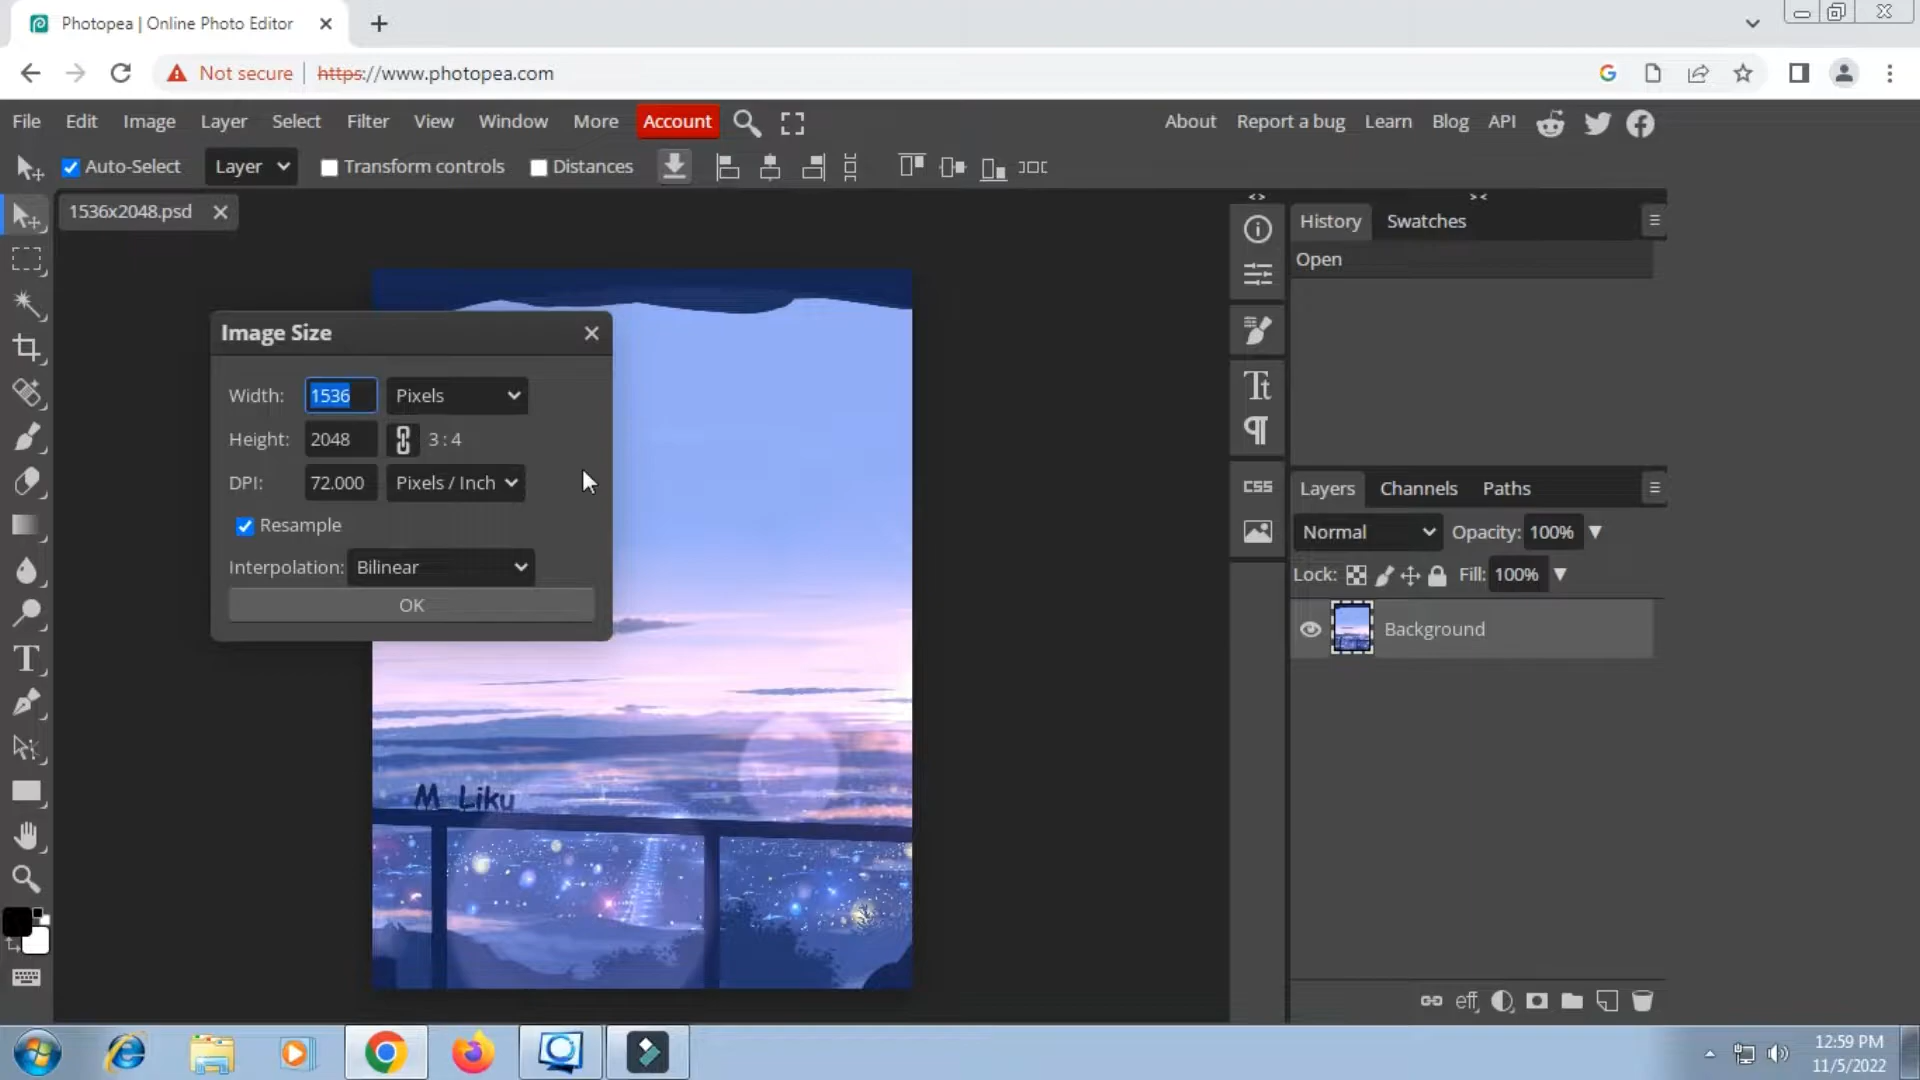 Photopea | Online Photo Editor
Not secure
https://www.photopea.com
File Edit Image Layer Select Filter View Window More Account About Report a bug Learn Blog API
Auto-Select Layer Transform controls Distances
1536x2048.psd
History Swatches
Open
Image Size
Width: 1536 Pixels
Height: 2048 3 : 4
DPI: 72.000 Pixels / Inch
Resample
Interpolation: Bilinear
OK
CSS
Layers Channels Paths
Normal Opacity: 100%
Lock: Fill: 100%
Background
M Liku
eff
12:59 PM
11/5/2022